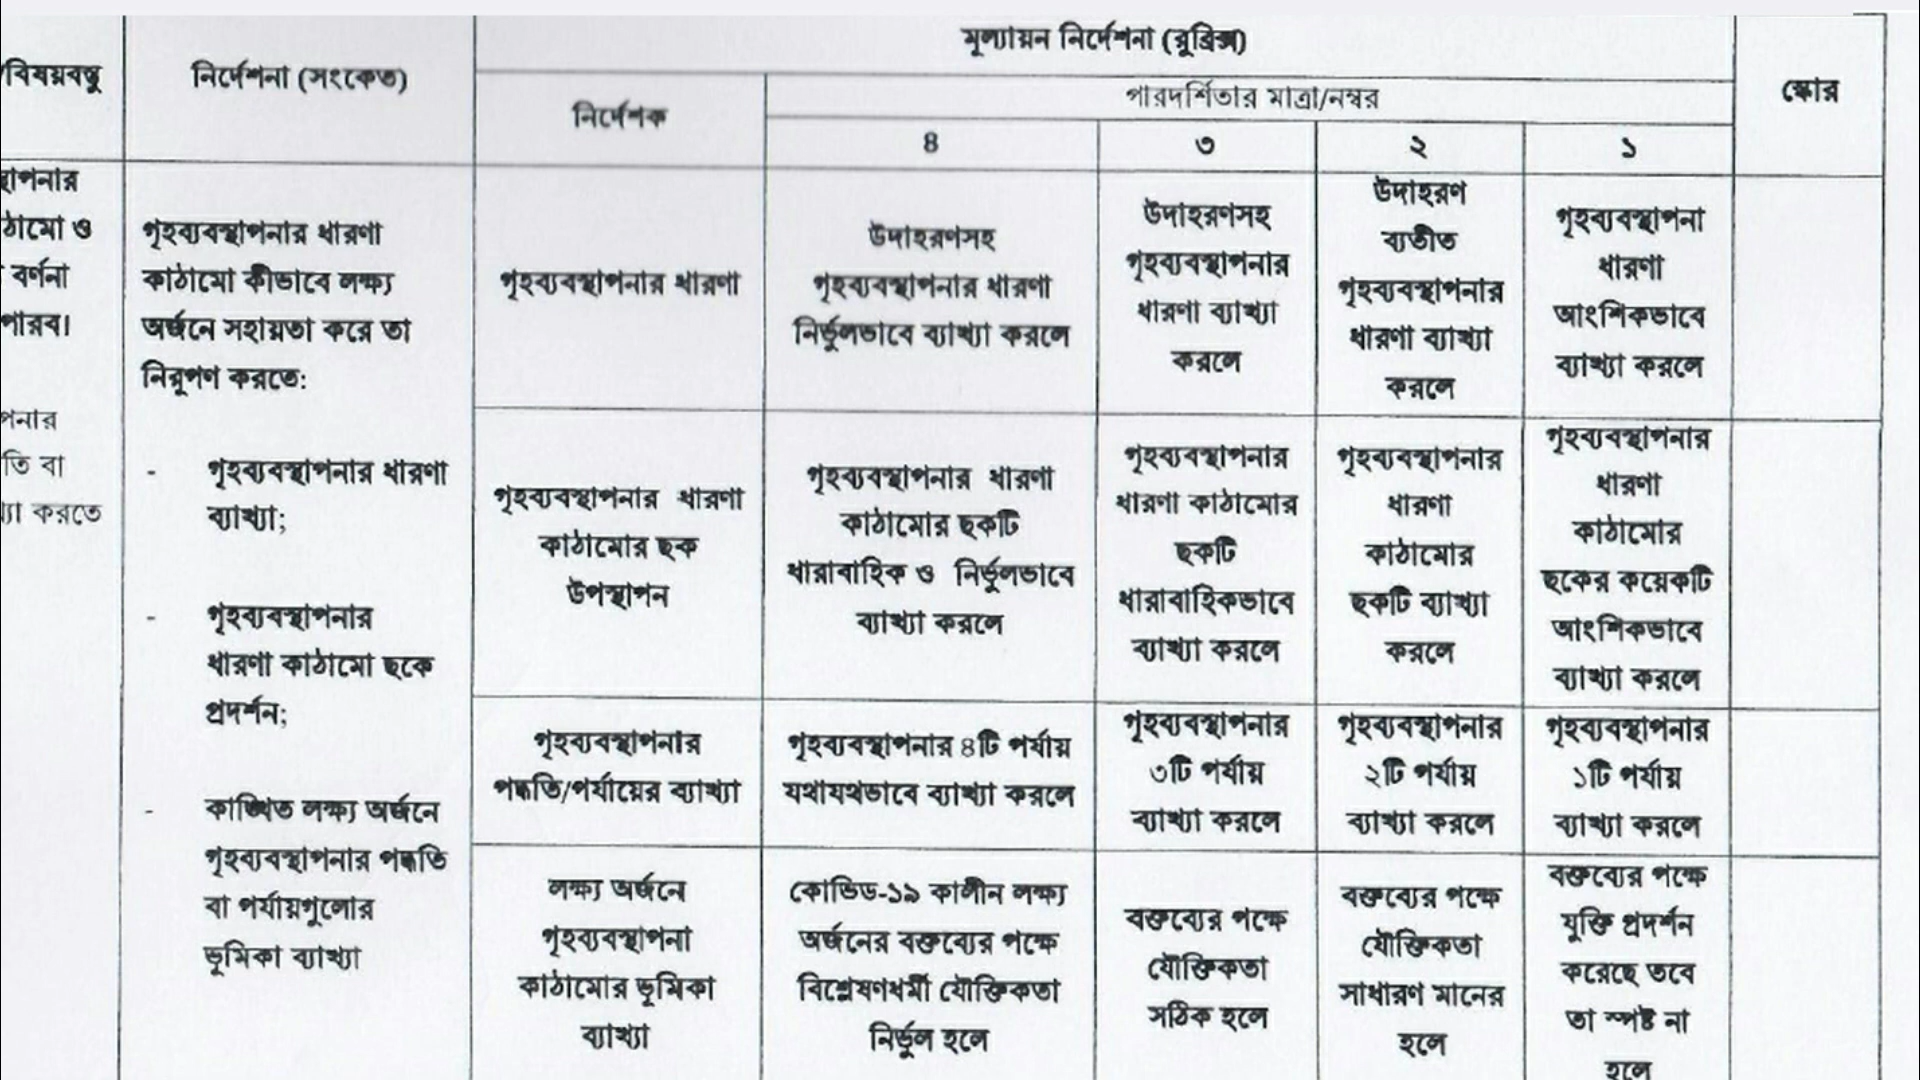 মূল্যায়ন নির্দেশনা (রুব্রিক্স)
বিষয়বস্তু
নির্দেশনা (সংকেত)
নির্দেশক
পারদর্শিতার মাত্রা/নম্বর
স্কোর
৪
৩
২
১
ঠামো ও
বর্ণনা
পারব।
পনার
তি বা
করতে
গৃহব্যবস্থাপনার ধারণা
কাঠামো কীভাবে লক্ষ্য
অর্জনে সহায়তা করে তা
নিরূপণ করতে:
- গৃহব্যবস্থাপনার ধারণা
ব্যাখ্যা;
- গৃহব্যবস্থাপনার
ধারণা কাঠামো ছকে
প্রদর্শন;
- কাঙ্খিত লক্ষ্য অর্জনে
গৃহব্যবস্থাপনার পদ্ধতি
বা পর্যায়গুলোর
ভূমিকা ব্যাখ্যা
গৃহব্যবস্থাপনার ধারণা
উদাহরণসহ
গৃহব্যবস্থাপনার ধারণা
নির্ভুলভাবে ব্যাখ্যা করলে
উদাহরণসহ
গৃহব্যবস্থাপনার
ধারণা ব্যাখ্যা
করলে
উদাহরণ
ব্যতীত
গৃহব্যবস্থাপনার
ধারণা ব্যাখ্যা
করলে
গৃহব্যবস্থাপনা
ধারণা
আংশিকভাবে
ব্যাখ্যা করলে
গৃহব্যবস্থাপনার ধারণা
কাঠামোর ছক
উপস্থাপন
গৃহব্যবস্থাপনার ধারণা
কাঠামোর ছকটি
ধারাবাহিক ও নির্ভুলভাবে
ব্যাখ্যা করলে
গৃহব্যবস্থাপনার
ধারণা কাঠামোর
ছকটি
ধারাবাহিকভাবে
ব্যাখ্যা করলে
গৃহব্যবস্থাপনার
ধারণা
কাঠামোর
ছকটি ব্যাখ্যা
করলে
গৃহব্যবস্থাপনার
ধারণা
কাঠামোর
ছকের কয়েকটি
আংশিকভাবে
ব্যাখ্যা করলে
গৃহব্যবস্থাপনার
পদ্ধতি/পর্যায়ের ব্যাখ্যা
গৃহব্যবস্থাপনার ৪টি পর্যায়
যথাযথভাবে ব্যাখ্যা করলে
গৃহব্যবস্থাপনার
৩টি পর্যায়
ব্যাখ্যা করলে
গৃহব্যবস্থাপনার
২টি পর্যায়
ব্যাখ্যা করলে
গৃহব্যবস্থাপনার
১টি পর্যায়
ব্যাখ্যা করলে
লক্ষ্য অর্জনে
গৃহব্যবস্থাপনা
কাঠামোর ভূমিকা
ব্যাখ্যা
কোভিড-১৯ কালীন লক্ষ্য
অর্জনের বক্তব্যের পক্ষে
বিশ্লেষণধর্মী যৌক্তিকতা
নির্ভুল হলে
বক্তব্যের পক্ষে
যৌক্তিকতা
সঠিক হলে
বক্তব্যের পক্ষে
যৌক্তিকতা
সাধারণ মানের
হলে
বক্তব্যের পক্ষে
যুক্তি প্রদর্শন
করেছে তবে
তা স্পষ্ট না
হলে